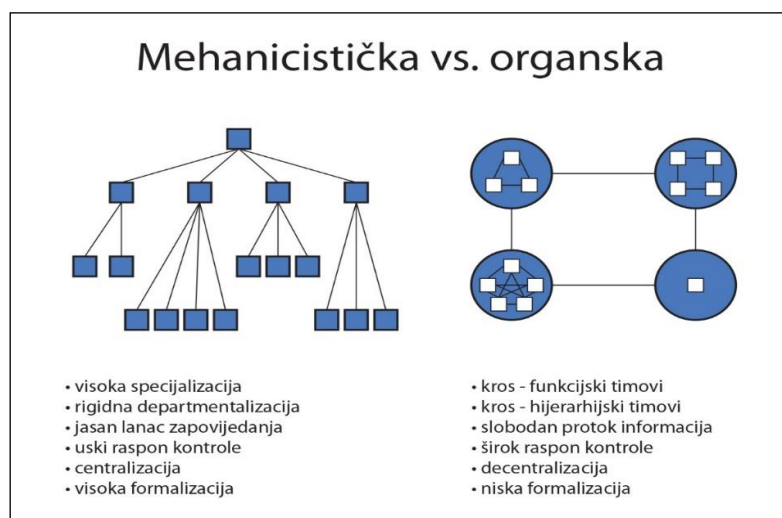 Mehanicistička vs. organska
• visoka specijalizacija
• rigidna departmentalizacija
• jasan lanac zapovijedanja
• uski raspon kontrole
• centralizacija
• visoka formalizacija
• kros - funkcijski timovi
• kros - hijerarhijski timovi
• slobodan protok informacija
• širok raspon kontrole
• decentralizacija
• niska formalizacija